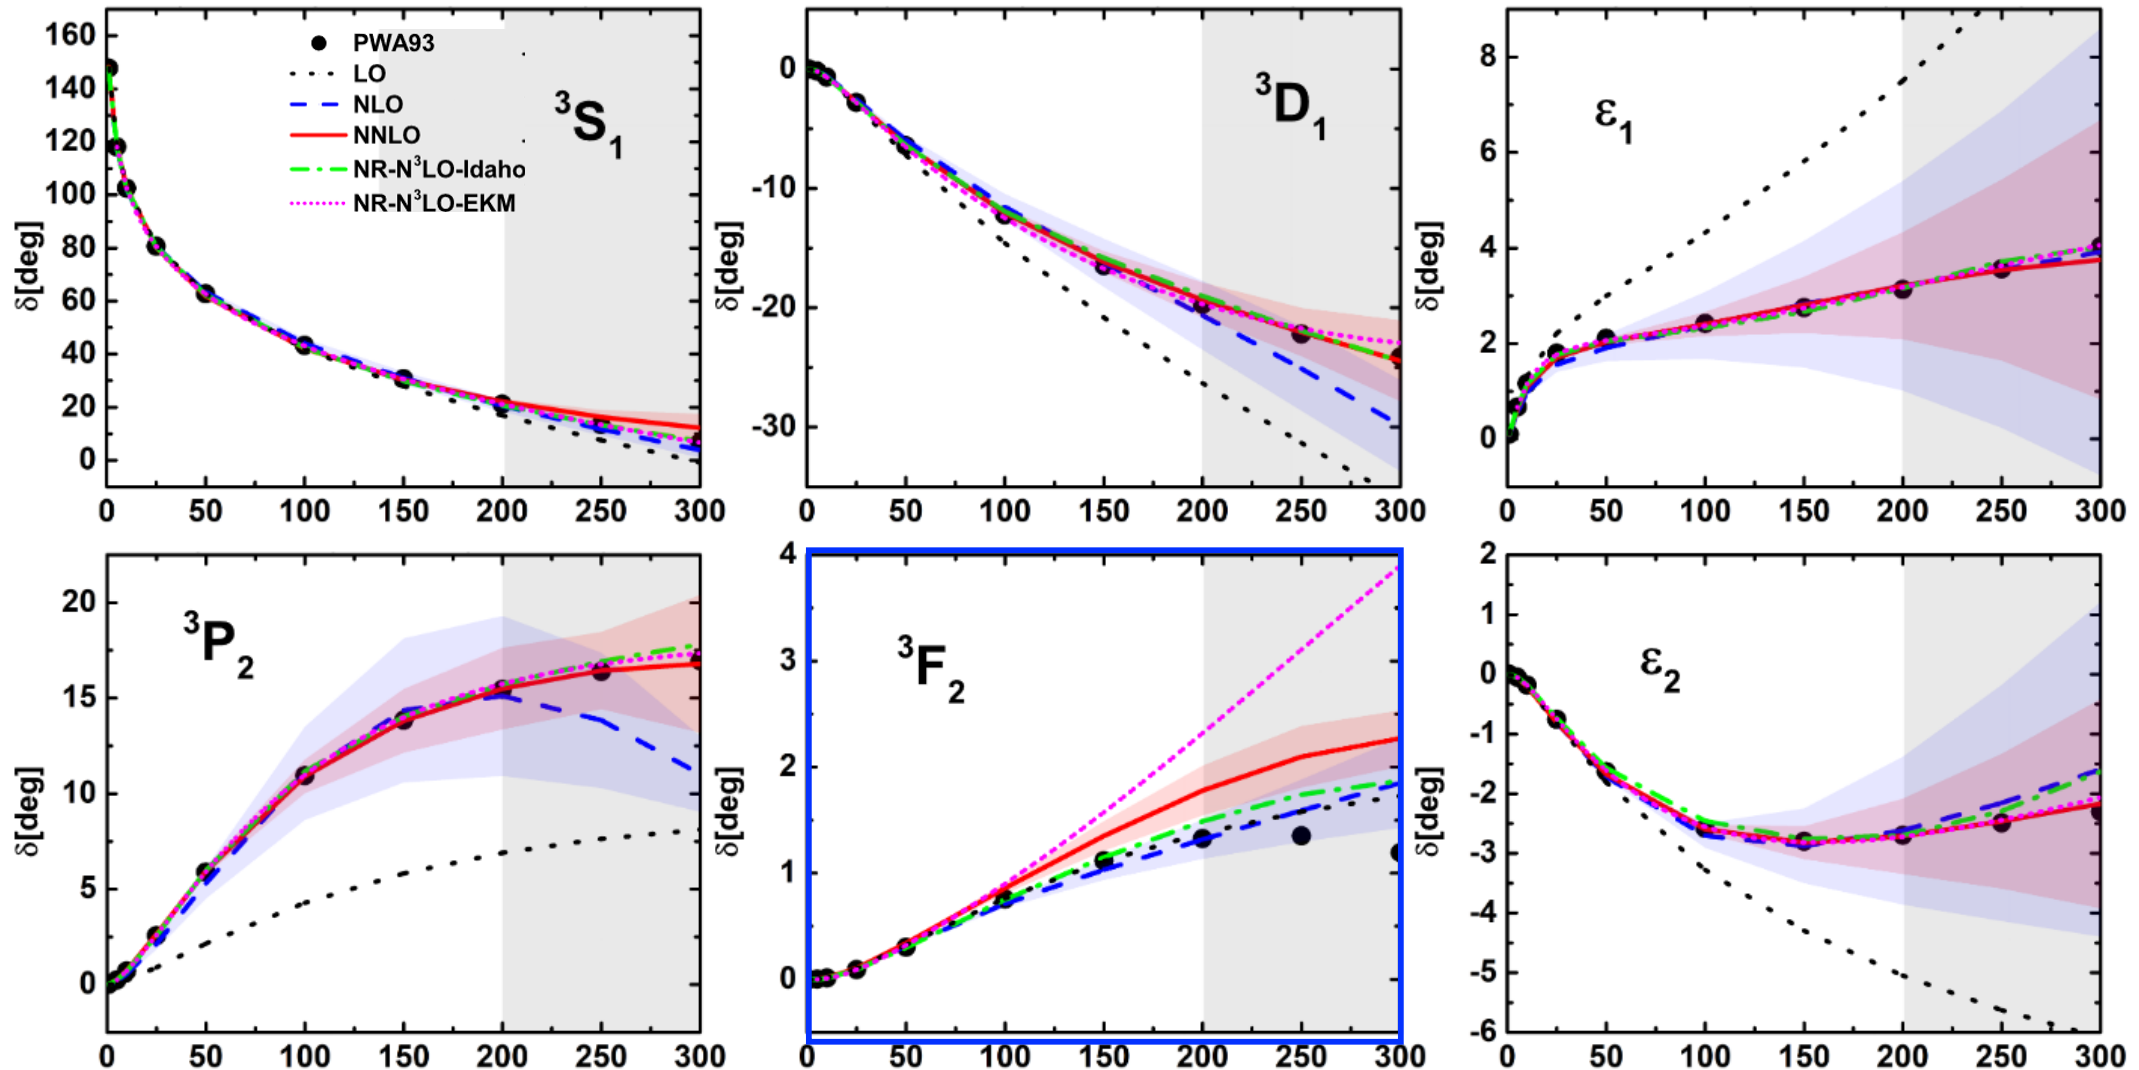 160
140
120
100
80
60
40
20
0
δ[deg]
PWA93
LO
NLO
NNLO
NR-N³LO-Idaho
NR-N³LO-EKM
³S₁
0 50 100 150 200 250 300
0
-10
-20
-30
δ[deg]
³D₁
0 50 100 150 200 250 300
8
6
4
2
0
δ[deg]
ε₁
0 50 100 150 200 250 300
20
15
10
5
0
δ[deg]
³P₂
0 50 100 150 200 250 300
4
3
2
1
0
δ[deg]
³F₂
0 50 100 150 200 250 300
2
1
0
-1
-2
-3
-4
-5
-6
δ[deg]
ε₂
0 50 100 150 200 250 300